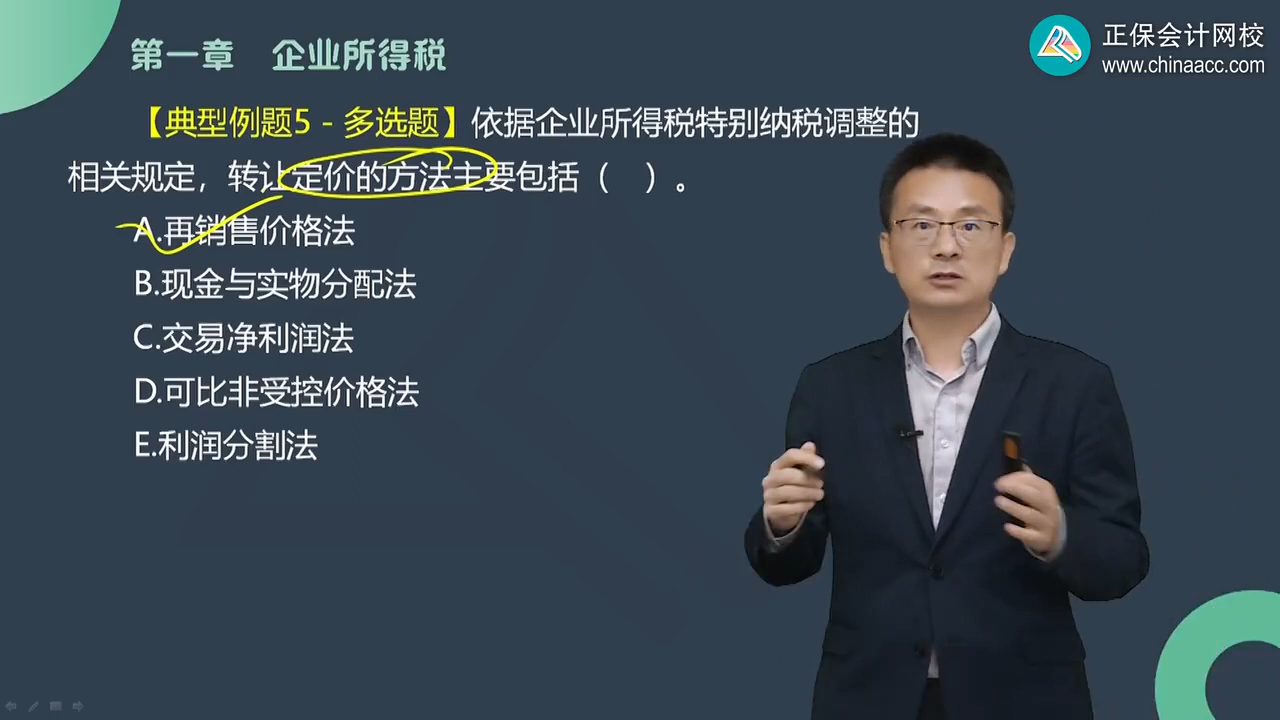 第一章 企业所得税
正保会计网校
www.chinaacc.com
【典型例题5-多选题】依据企业所得税特别纳税调整的
相关规定，转让定价的方法主要包括（ ）。
A.再销售价格法
B.现金与实物分配法
C.交易净利润法
D.可比非受控价格法
E.利润分割法